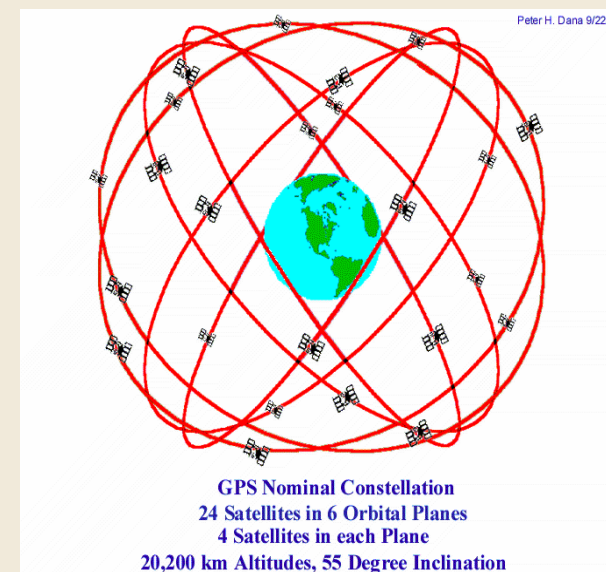 Peter H. Dana 9/22
GPS Nominal Constellation
24 Satellites in 6 Orbital Planes
4 Satellites in each Plane
20,200 km Altitudes, 55 Degree Inclination